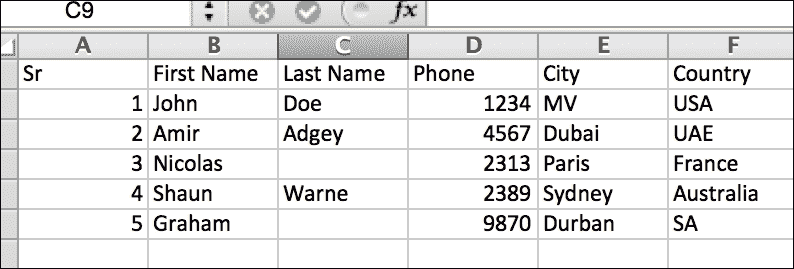 C9 fx
A B C D E F
Sr First Name Last Name Phone City Country
1 John Doe 1234 MV USA
2 Amir Adgey 4567 Dubai UAE
3 Nicolas 2313 Paris France
4 Shaun Warne 2389 Sydney Australia
5 Graham 9870 Durban SA